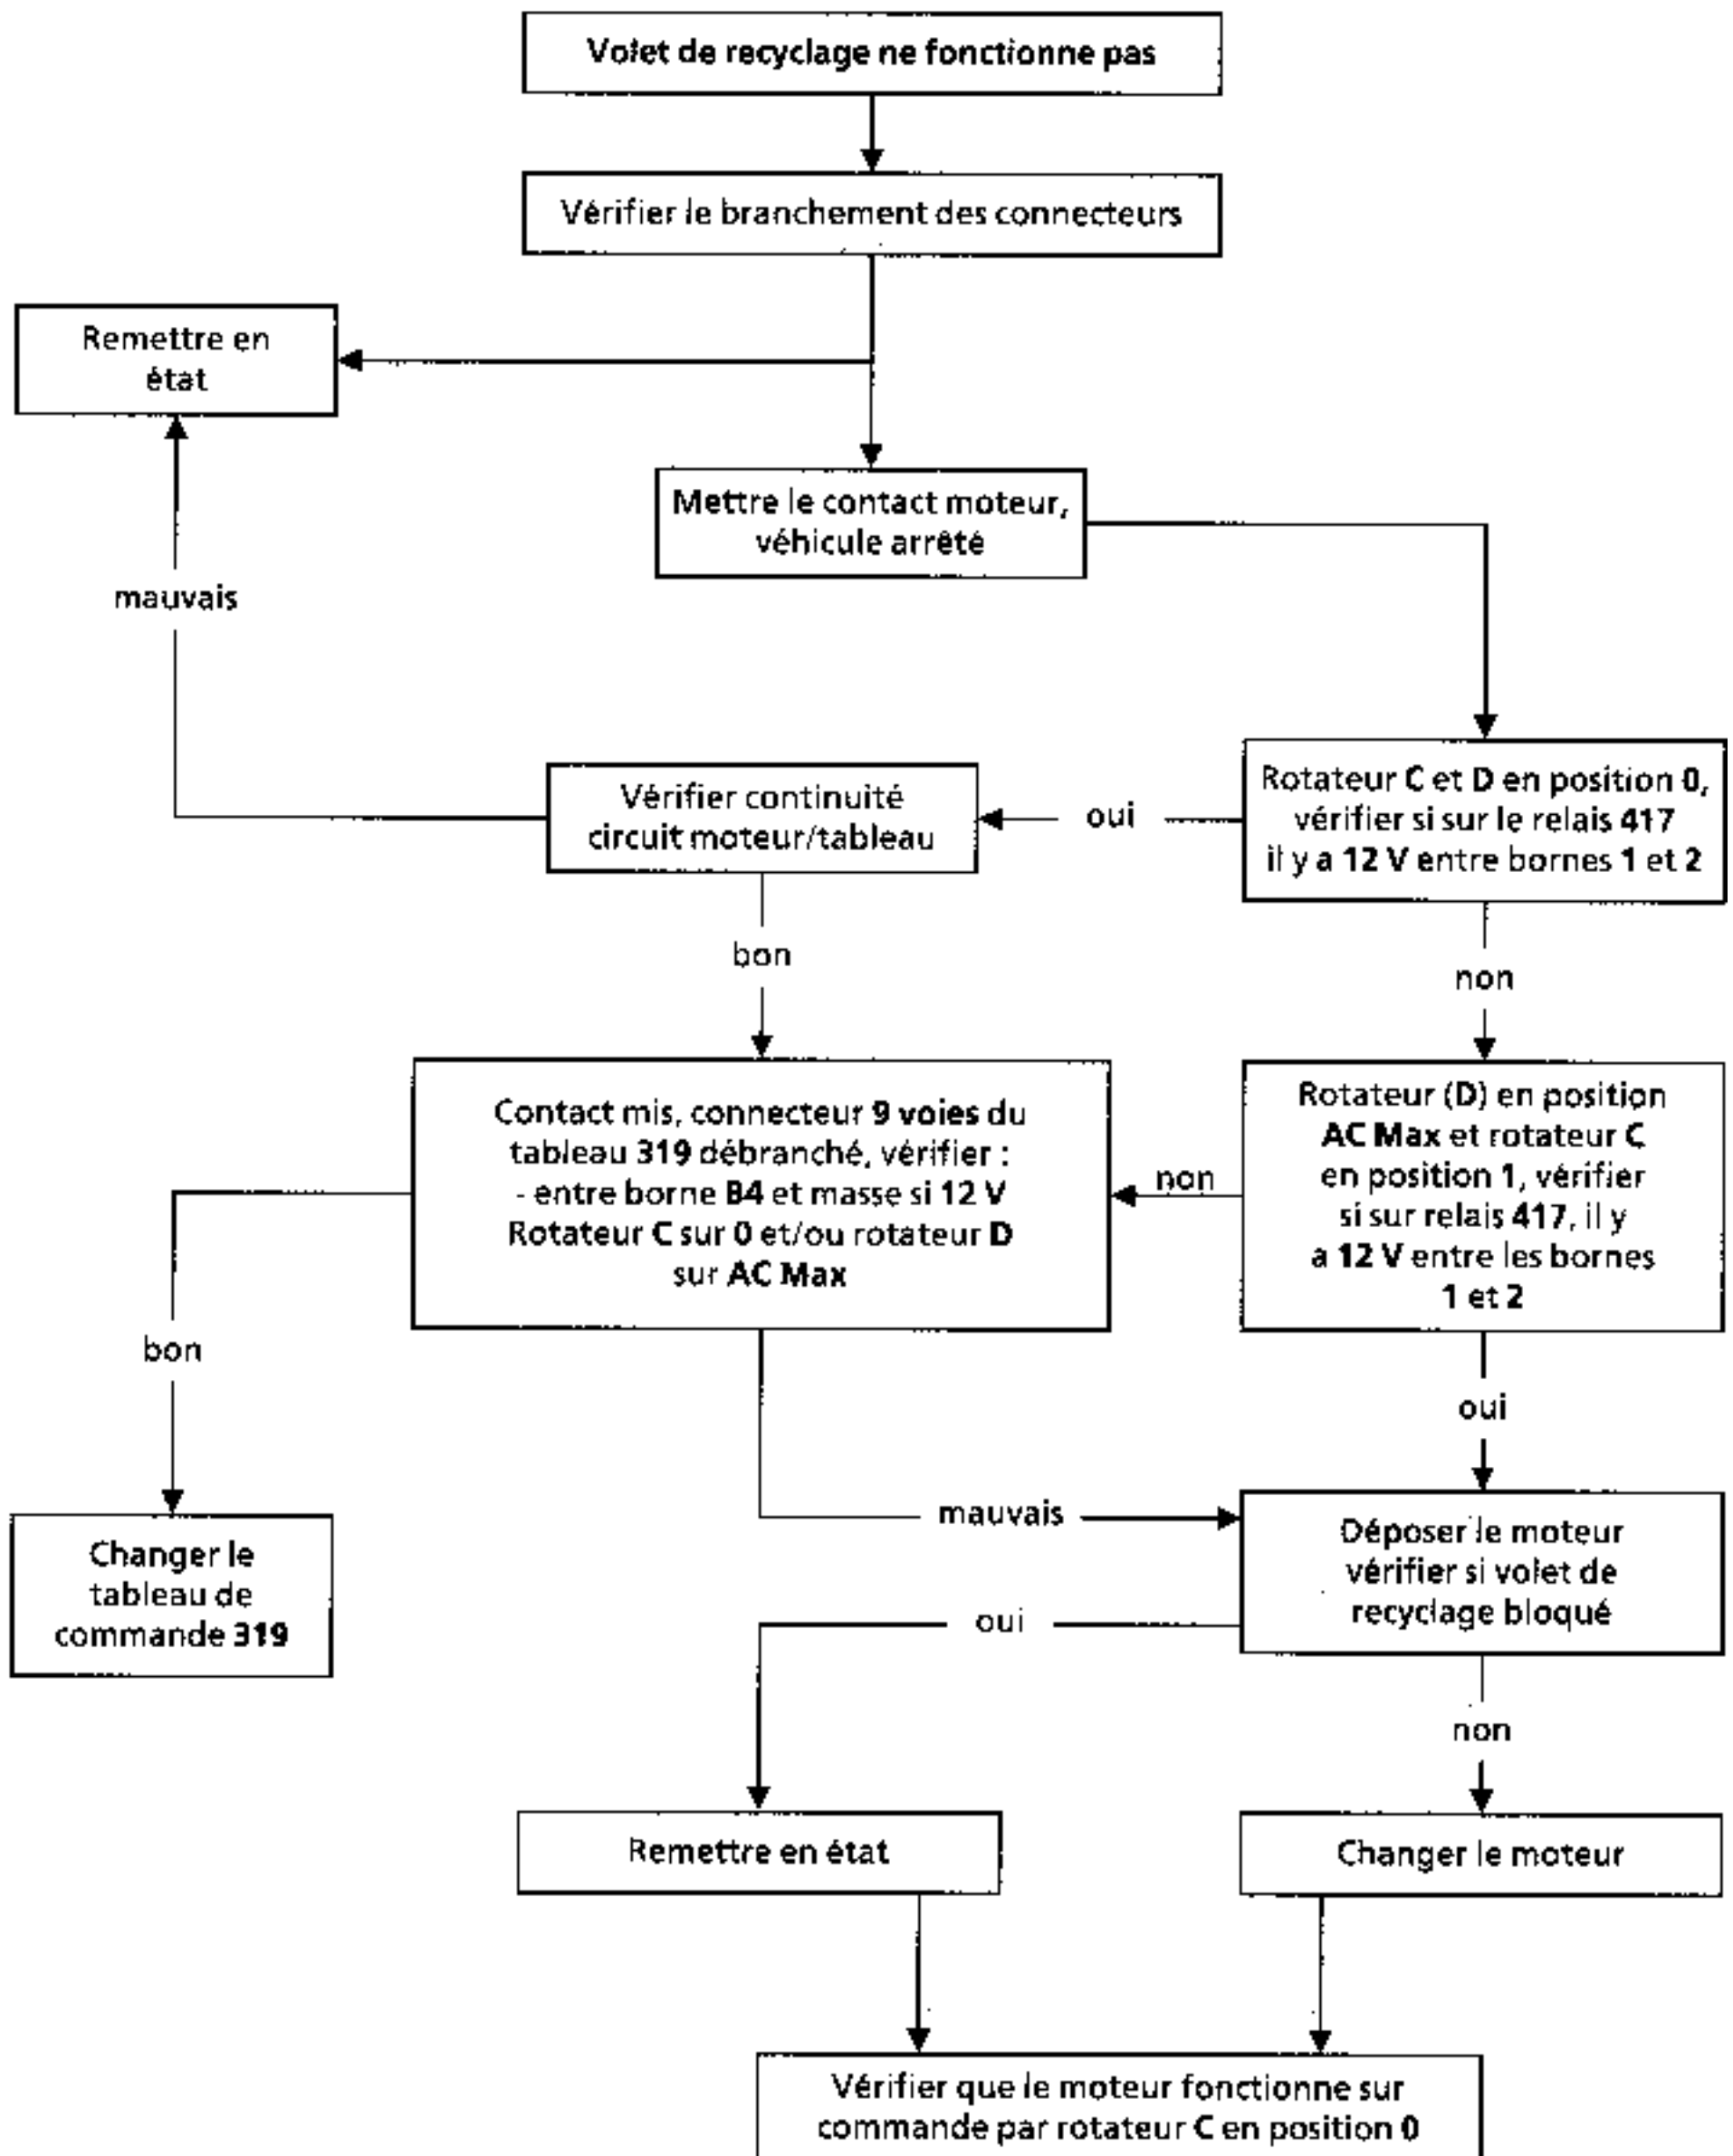 Volet de recyclage ne fonctionne pas
Vérifier le branchement des connecteurs
Remettre en
état
Mettre le contact moteur,
véhicule arrêté
mauvais
Rotateur C et D en position 0,
vérifier si sur le relais 417
il y a 12 V entre bornes 1 et 2
oui
Vérifier continuité
circuit moteur/tableau
bon
non
Contact mis, connecteur 9 voies du
tableau 319 débranché, vérifier :
- entre borne B4 et masse si 12 V
Rotateur C sur 0 et/ou rotateur D
sur AC Max
non
Rotateur (D) en position
AC Max et rotateur C
en position 1, vérifier
si sur relais 417, il y
a 12 V entre les bornes
1 et 2
bon
oui
mauvais
Changer le
tableau de
commande 319
Déposer le moteur
vérifier si volet de
recyclage bloqué
oui
non
Remettre en état
Changer le moteur
Vérifier que le moteur fonctionne sur
commande par rotateur C en position 0